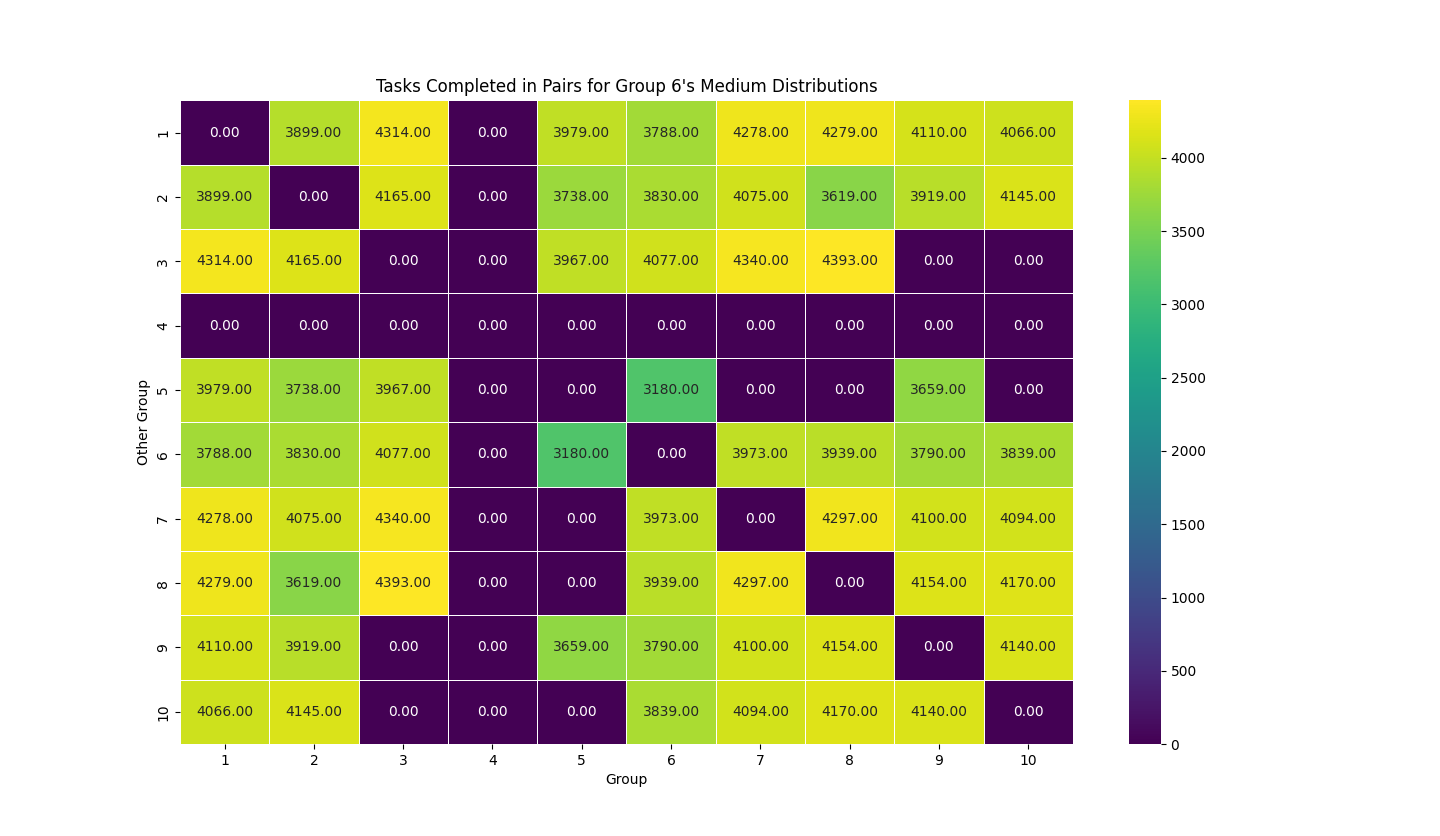 Tasks Completed in Pairs for Group 6's Medium Distributions
1 0.00 3899.00 4314.00 0.00 3979.00 3788.00 4278.00 4279.00 4110.00 4066.00
2 3899.00 0.00 4165.00 0.00 3738.00 3830.00 4075.00 3619.00 3919.00 4145.00
3 4314.00 4165.00 0.00 0.00 3967.00 4077.00 4340.00 4393.00 0.00 0.00
4 0.00 0.00 0.00 0.00 0.00 0.00 0.00 0.00 0.00 0.00
5 3979.00 3738.00 3967.00 0.00 0.00 3180.00 0.00 0.00 3659.00 0.00
6 3788.00 3830.00 4077.00 0.00 3180.00 0.00 3973.00 3939.00 3790.00 3839.00
7 4278.00 4075.00 4340.00 0.00 0.00 3973.00 0.00 4297.00 4100.00 4094.00
8 4279.00 3619.00 4393.00 0.00 0.00 3939.00 4297.00 0.00 4154.00 4170.00
9 4110.00 3919.00 0.00 0.00 3659.00 3790.00 4100.00 4154.00 0.00 4140.00
10 4066.00 4145.00 0.00 0.00 0.00 3839.00 4094.00 4170.00 4140.00 0.00
1 2 3 4 5 6 7 8 9 10
Group
Other Group
4000
3500
3000
2500
2000
1500
1000
500
0